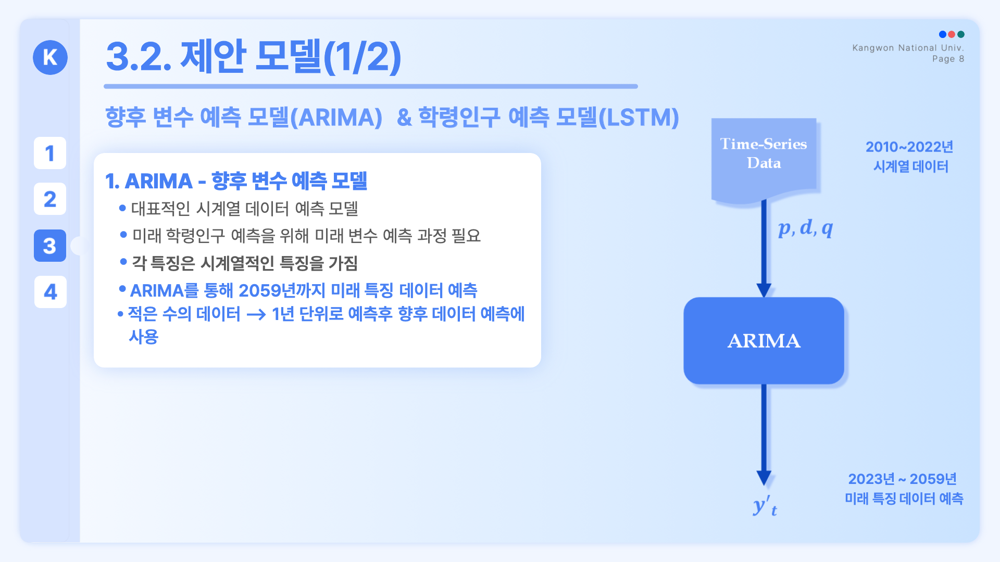 K
3.2. 제안 모델(1/2)
Kangwon National Univ.
Page 8
향후 변수 예측 모델(ARIMA) & 학령인구 예측 모델(LSTM)
1
2
3
4
1. ARIMA - 향후 변수 예측 모델
• 대표적인 시계열 데이터 예측 모델
• 미래 학령인구 예측을 위해 미래 변수 예측 과정 필요
• 각 특징은 시계열적인 특징을 가짐
• ARIMA를 통해 2059년까지 미래 특징 데이터 예측
• 적은 수의 데이터 → 1년 단위로 예측후 향후 데이터 예측에
사용
Time-Series
Data
2010~2022년
시계열 데이터
p, d, q
ARIMA
2023년 ~ 2059년
미래 특징 데이터 예측
y′t